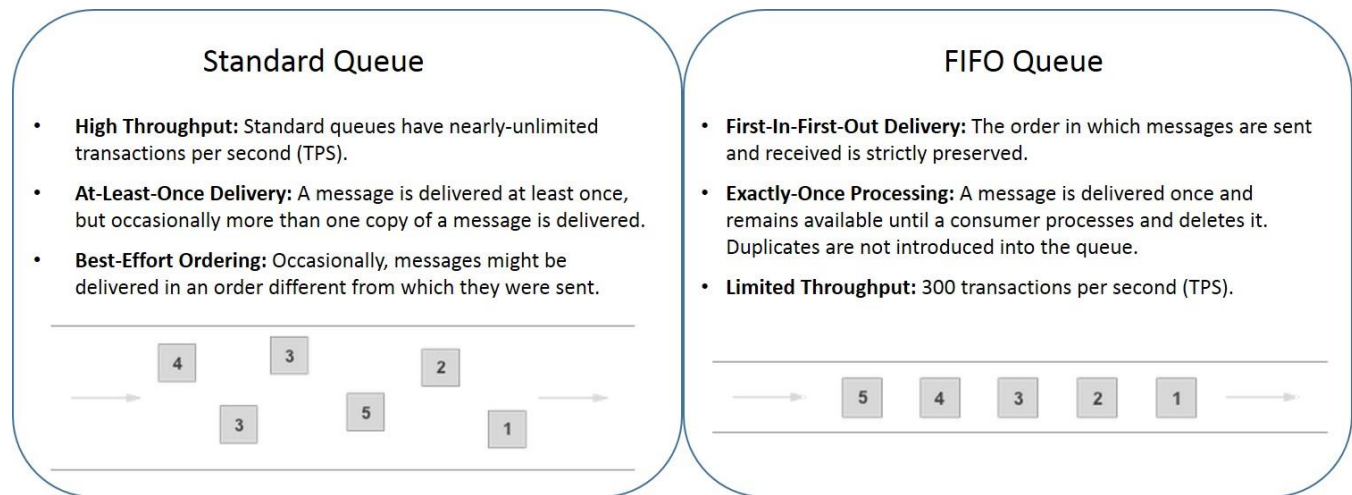 Standard Queue
• High Throughput: Standard queues have nearly-unlimited
transactions per second (TPS).
• At-Least-Once Delivery: A message is delivered at least once,
but occasionally more than one copy of a message is delivered.
• Best-Effort Ordering: Occasionally, messages might be
delivered in an order different from which they were sent.
4
3
2
3
5
1
FIFO Queue
• First-In-First-Out Delivery: The order in which messages are sent
and received is strictly preserved.
• Exactly-Once Processing: A message is delivered once and
remains available until a consumer processes and deletes it.
Duplicates are not introduced into the queue.
• Limited Throughput: 300 transactions per second (TPS).
5 4 3 2 1